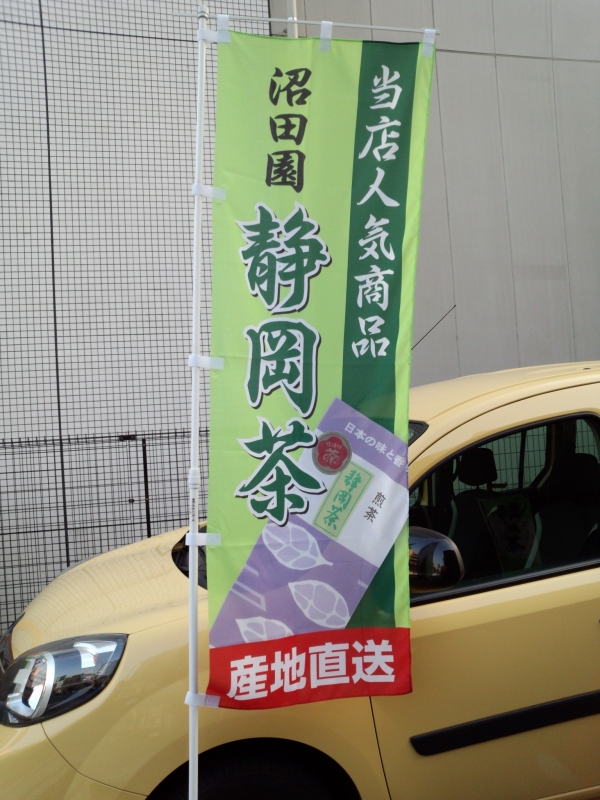 当店人気商品
沼田園
静岡茶
日本の味と香
茶
静岡茶
煎茶
産地直送